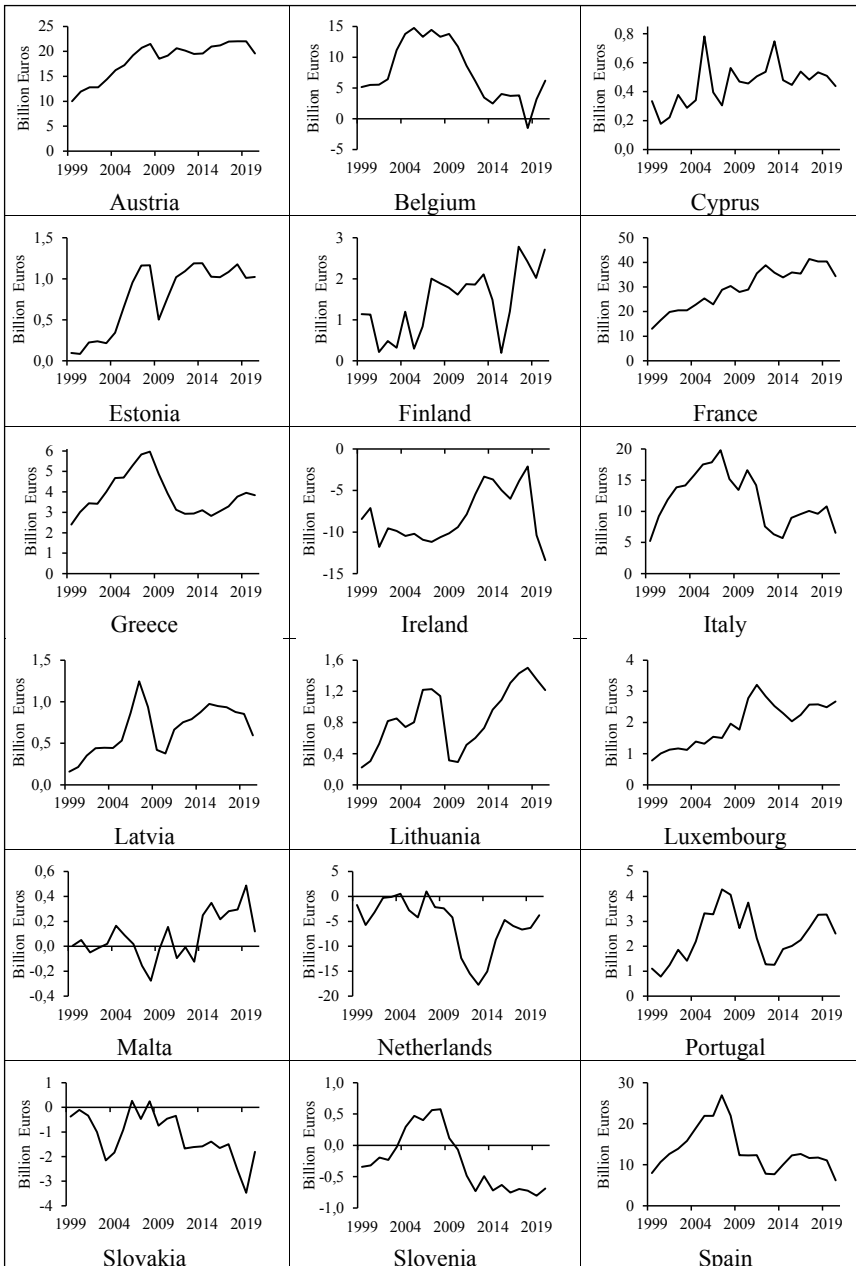 Billion Euros
25
20
15
10
5
0
1999 2004 2009 2014 2019
Austria
Billion Euros
15
10
5
0
-5
1999 2004 2009 2014 2019
Belgium
Billion Euros
0,8
0,6
0,4
0,2
0,0
1999 2004 2009 2014 2019
Cyprus
Billion Euros
1,5
1,0
0,5
0,0
1999 2004 2009 2014 2019
Estonia
Billion Euros
3
2
1
0
1999 2004 2009 2014 2019
Finland
Billion Euros
50
40
30
20
10
0
1999 2004 2009 2014 2019
France
Billion Euros
6
5
4
3
2
1
0
1999 2004 2009 2014 2019
Greece
Billion Euros
0
-5
-10
-15
1999 2004 2009 2014 2019
Ireland
Billion Euros
20
15
10
5
0
1999 2004 2009 2014 2019
Italy
Billion Euros
1,5
1,0
0,5
0,0
1999 2004 2009 2014 2019
Latvia
Billion Euros
1,6
1,2
0,8
0,4
0,0
1999 2004 2009 2014 2019
Lithuania
Billion Euros
4
3
2
1
0
1999 2004 2009 2014 2019
Luxembourg
Billion Euros
0,6
0,4
0,2
0,0
-0,2
-0,4
1999 2004 2009 2014 2019
Malta
Billion Euros
5
0
-5
-10
-15
-20
1999 2004 2009 2014 2019
Netherlands
Billion Euros
5
4
3
2
1
0
1999 2004 2009 2014 2019
Portugal
Billion Euros
1
0
-1
-2
-3
-4
1999 2004 2009 2014 2019
Slovakia
Billion Euros
1,0
0,5
0,0
-0,5
-1,0
1999 2004 2009 2014 2019
Slovenia
Billion Euros
30
20
10
0
1999 2004 2009 2014 2019
Spain